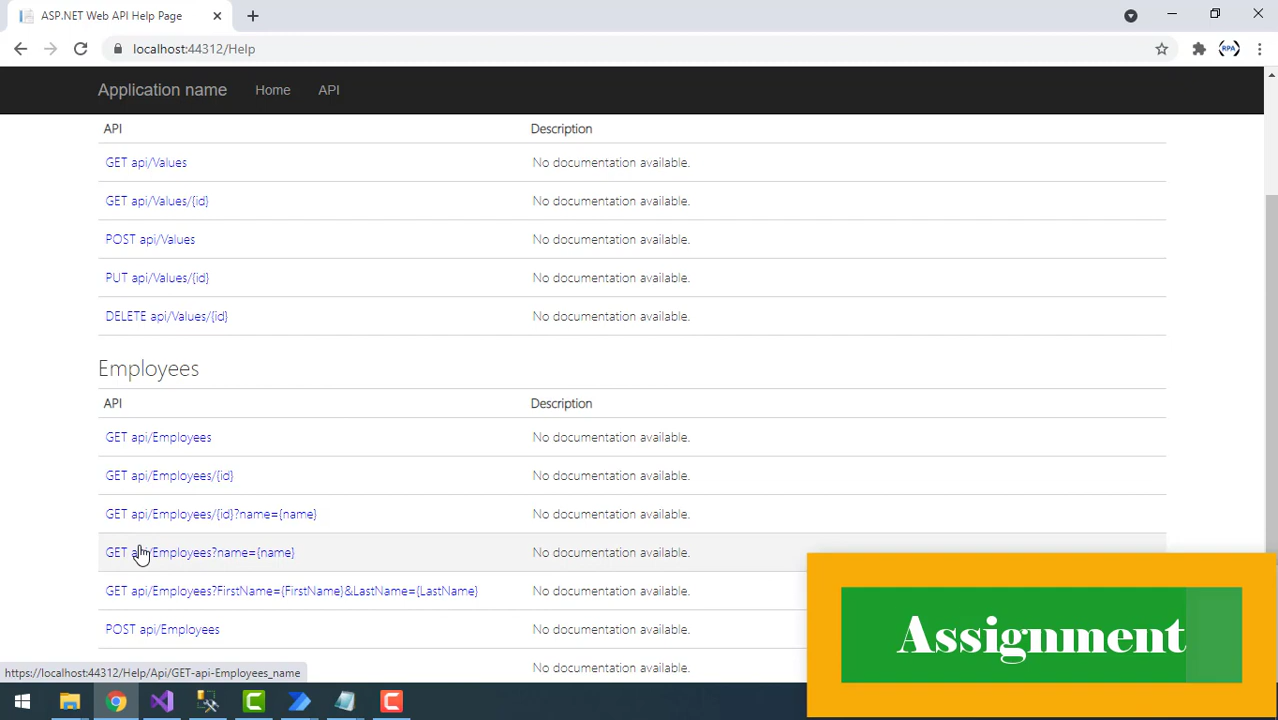 ASP.NET Web API Help Page
localhost:44312/Help
RPA
Application name Home API
API Description
GET api/Values No documentation available.
GET api/Values/{id} No documentation available.
POST api/Values No documentation available.
PUT api/Values/{id} No documentation available.
DELETE api/Values/{id} No documentation available.
Employees
API Description
GET api/Employees No documentation available.
GET api/Employees/{id} No documentation available.
GET api/Employees/{id}?name={name} No documentation available.
GET api/Employees?name={name} No documentation available.
GET api/Employees?FirstName={FirstName}&LastName={LastName} No documentation available.
POST api/Employees No documentation available.
No documentation available.
https://localhost:44312/Help/Api/GET-api-Employees_name
Assignment